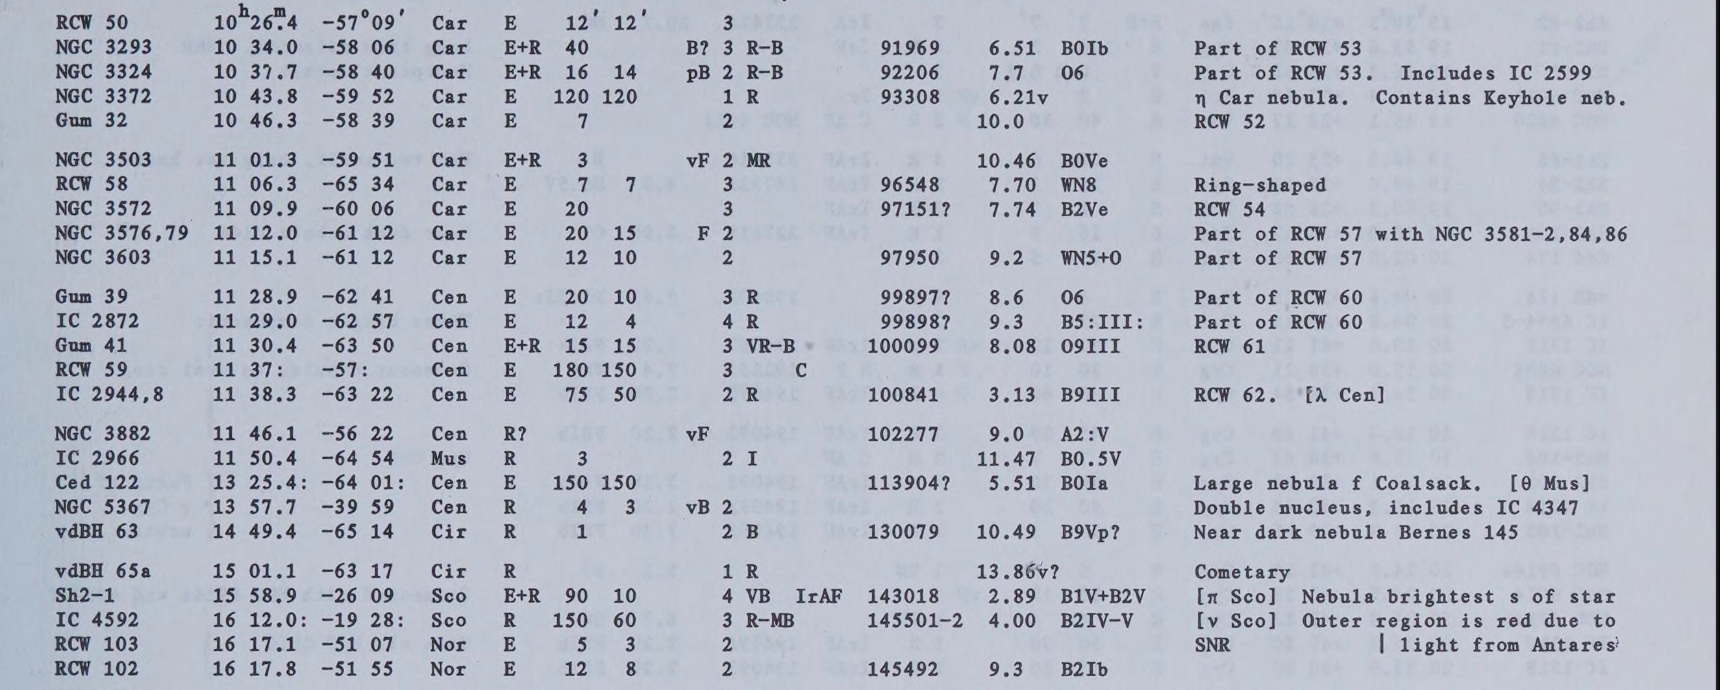 RCW 50 10h26m.4 -57°09′ Car E 12′ 12′ 3
NGC 3293 10 34.0 -58 06 Car E+R 40 B? 3 R-B 91969 6.51 B0Ib Part of RCW 53
NGC 3324 10 37.7 -58 40 Car E+R 16 14 pB 2 R-B 92206 7.7 O6 Part of RCW 53. Includes IC 2599
NGC 3372 10 43.8 -59 52 Car E 120 120 1 R 93308 6.21v η Car nebula. Contains Keyhole neb.
Gum 32 10 46.3 -58 39 Car E 7 2 10.0 RCW 52
NGC 3503 11 01.3 -59 51 Car E+R 3 vF 2 MR 10.46 B0Ve
RCW 58 11 06.3 -65 34 Car E 7 7 3 96548 7.70 WN8 Ring-shaped
NGC 3572 11 09.9 -60 06 Car E 20 3 97151? 7.74 B2Ve RCW 54
NGC 3576,79 11 12.0 -61 12 Car E 20 15 F Part of RCW 57 with NGC 3581-2,84,86
NGC 3603 11 15.1 -61 12 Car E 12 10 2 97950 9.2 WN5+O Part of RCW 57
Gum 39 11 28.9 -62 41 Cen E 20 10 3 R 99897? 8.6 O6 Part of RCW 60
IC 2872 11 29.0 -62 57 Cen E 12 4 4 R 99898? 9.3 B5:III: Part of RCW 60
Gum 41 11 30.4 -63 50 Cen E+R 15 15 3 VR-B 100099 8.08 O9III RCW 61
RCW 59 11 37: -57: Cen E 180 150 3 C
IC 2944,8 11 38.3 -63 22 Cen E 75 50 2 R 100841 3.13 B9III RCW 62. [λ Cen]
NGC 3882 11 46.1 -56 22 Cen R? vF 102277 9.0 A2:V
IC 2966 11 50.4 -64 54 Mus R 3 2 I 11.47 B0.5V
Ced 122 13 25.4: -64 01: Cen E 150 150 113904? 5.51 B0Ia Large nebula f Coalsack. [θ Mus]
NGC 5367 13 57.7 -39 59 Cen R 4 3 vB 2 Double nucleus, includes IC 4347
vdBH 63 14 49.4 -65 14 Cir R 1 2 B 130079 10.49 B9Vp? Near dark nebula Bernes 145
vdBH 65a 15 01.1 -63 17 Cir R 1 R 13.86v? Cometary
Sh2-1 15 58.9 -26 09 Sco E+R 90 10 4 VB IrAF 143018 2.89 B1V+B2V [π Sco] Nebula brightest s of star
IC 4592 16 12.0: -19 28: Sco R 150 60 3 R-MB 145501-2 4.00 B2IV-V [ν Sco] Outer region is red due to
RCW 103 16 17.1 -51 07 Nor E 5 3 2 SNR | light from Antares
RCW 102 16 17.8 -51 55 Nor E 12 8 2 145492 9.3 B2Ib